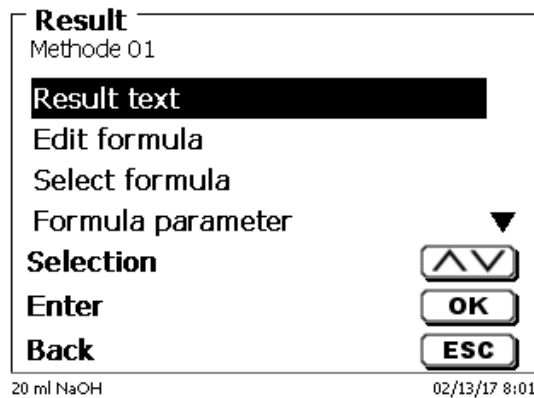 Result
Methode 01
Result text
Edit formula
Select formula
Formula parameter
Selection
Enter OK
Back ESC
20 ml NaOH 02/13/17 8:01